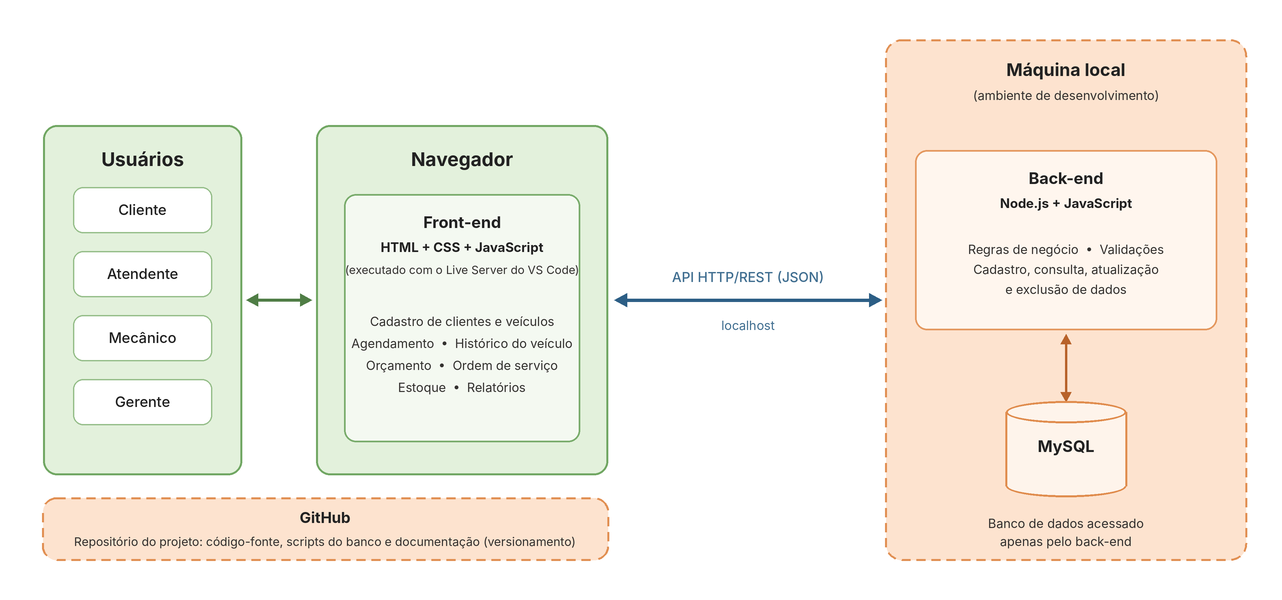 Usuários
Cliente
Atendente
Mecânico
Gerente
Navegador
Front-end
HTML + CSS + JavaScript
(executado com o Live Server do VS Code)
Cadastro de clientes e veículos
Agendamento • Histórico do veículo
Orçamento • Ordem de serviço
Estoque • Relatórios
API HTTP/REST (JSON)
localhost
Máquina local
(ambiente de desenvolvimento)
Back-end
Node.js + JavaScript
Regras de negócio • Validações
Cadastro, consulta, atualização
e exclusão de dados
MySQL
Banco de dados acessado
apenas pelo back-end
GitHub
Repositório do projeto: código-fonte, scripts do banco e documentação (versionamento)